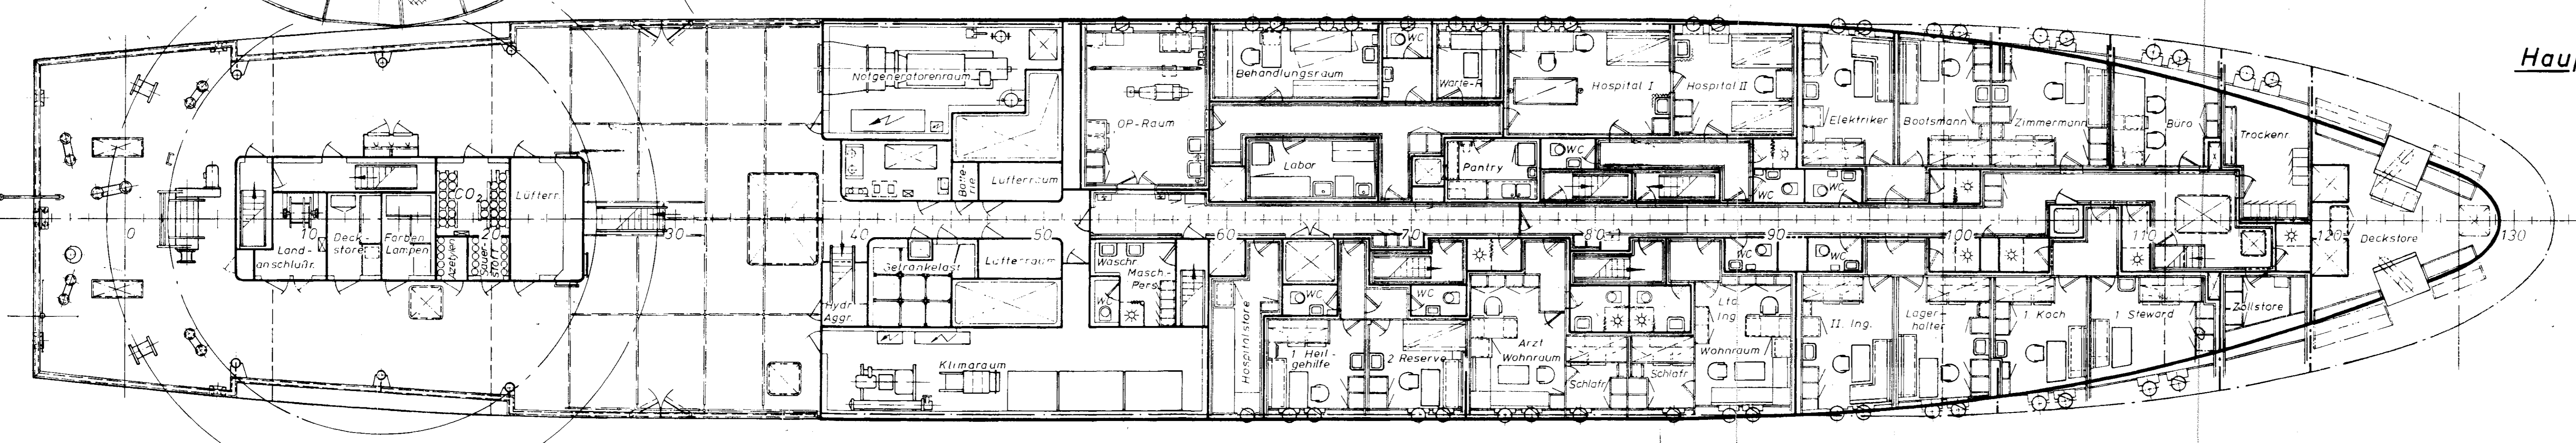 Notgeneratorenraum
Behandlungsraum
WC
Warte-R
Hospital I
Hospital II
Haup
OP-Raum
Elektriker
Bootsmann
Zimmermann
Büro
Trockenr.
Labor
Pantry
WC
Batte-
rie
Lüfterraum
WC
WC
CO2
Lüfterr.
0
10
20
30
40
50
60
70
80
90
100
110
120
130
Land-
anschlußr.
Deck-
store
Farben
Lampen
Azetylen
Sauer-
stoff
Getränkelast
Lüfterraum
Waschr.
Masch.-
Pers.
WC
Hydr.
Aggr.
WC
WC
WC
WC
Deckstore
Hospitalstore
1 Heil-
gehilfe
2 Reserve
Arzt
Wohnraum
Schlafr.
Schlafr.
Ltd.
Ing.
Wohnraum
II. Ing.
Lager-
halter
1 Koch
1 Steward
Zollstore
Klimaraum